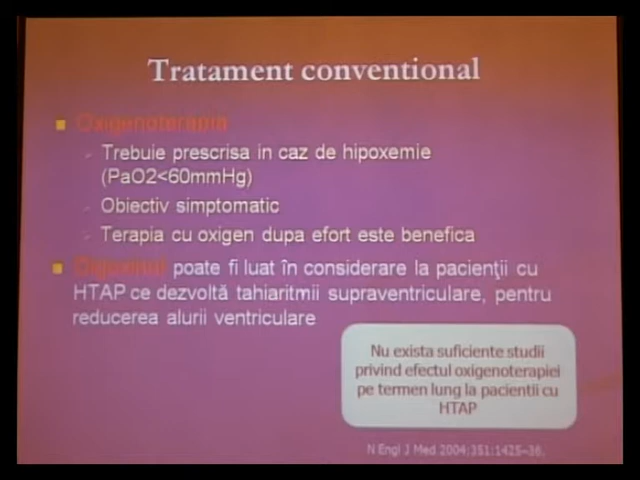 Tratament conventional
Oxigenoterapia
Trebuie prescrisa in caz de hipoxemie
(PaO2<60mmHg)
Obiectiv simptomatic
Terapia cu oxigen dupa efort este benefica
Digoxinul poate fi luat în considerare la pacienţii cu
HTAP ce dezvoltă tahiaritmii supraventriculare, pentru
reducerea alurii ventriculare
Nu exista suficiente studii
privind efectul oxigenoterapiei
pe termen lung la pacientii cu
HTAP
N Engl J Med 2004;351:1425–36.